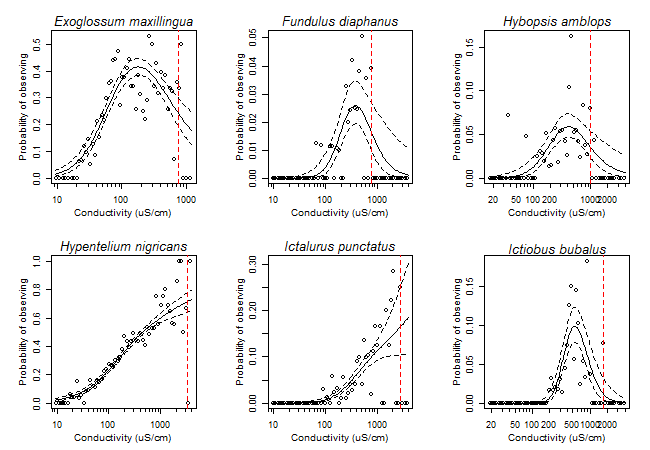 Exoglossum maxillingua
Probability of observing
0.0 0.1 0.2 0.3 0.4 0.5
10 100 1000
Conductivity (uS/cm)
Fundulus diaphanus
Probability of observing
0.00 0.01 0.02 0.03 0.04 0.05
10 100 1000
Conductivity (uS/cm)
Hybopsis amblops
Probability of observing
0.00 0.05 0.10 0.15
20 50 100 200 500 1000 2000
Conductivity (uS/cm)
Hypentelium nigricans
Probability of observing
0.0 0.2 0.4 0.6 0.8 1.0
10 100 1000
Conductivity (uS/cm)
Ictalurus punctatus
Probability of observing
0.00 0.10 0.20 0.30
10 100 1000
Conductivity (uS/cm)
Ictiobus bubalus
Probability of observing
0.00 0.05 0.10 0.15
20 50 100 200 500 1000 2000
Conductivity (uS/cm)